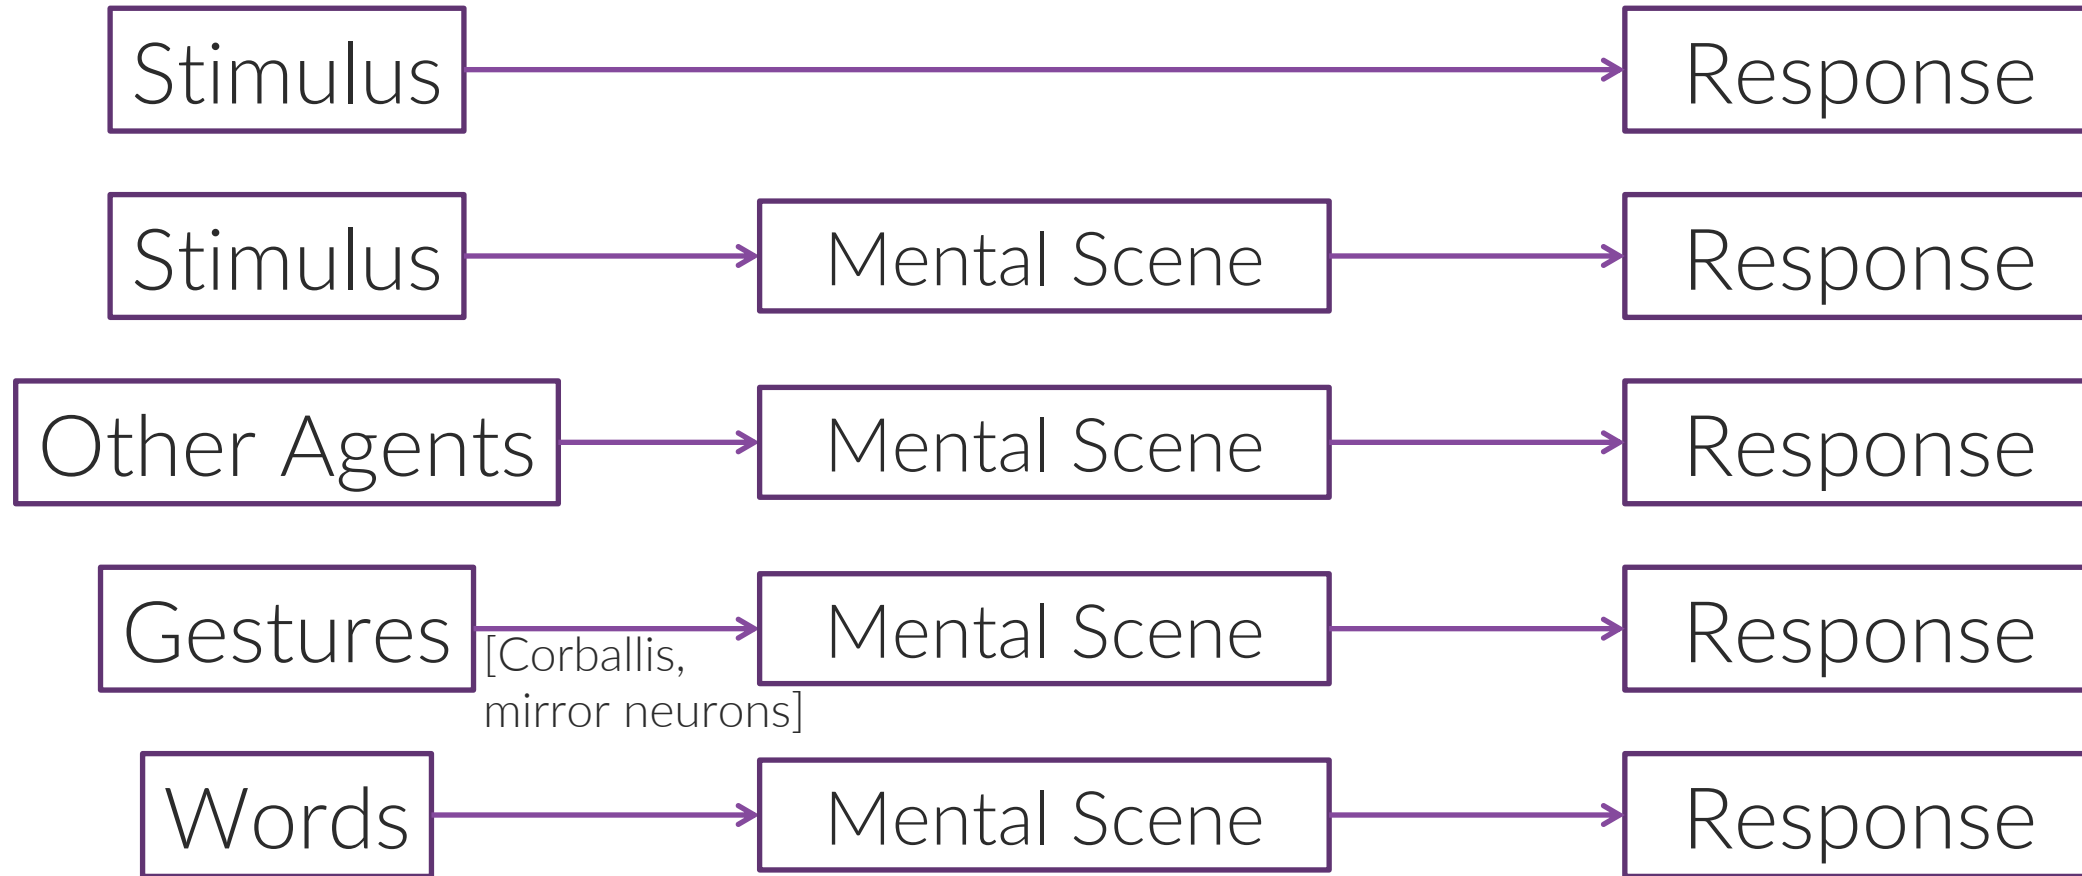 Stimulus Response
Stimulus Mental Scene Response
Other Agents Mental Scene Response
Gestures Mental Scene Response
[Corballis,
mirror neurons]
Words Mental Scene Response